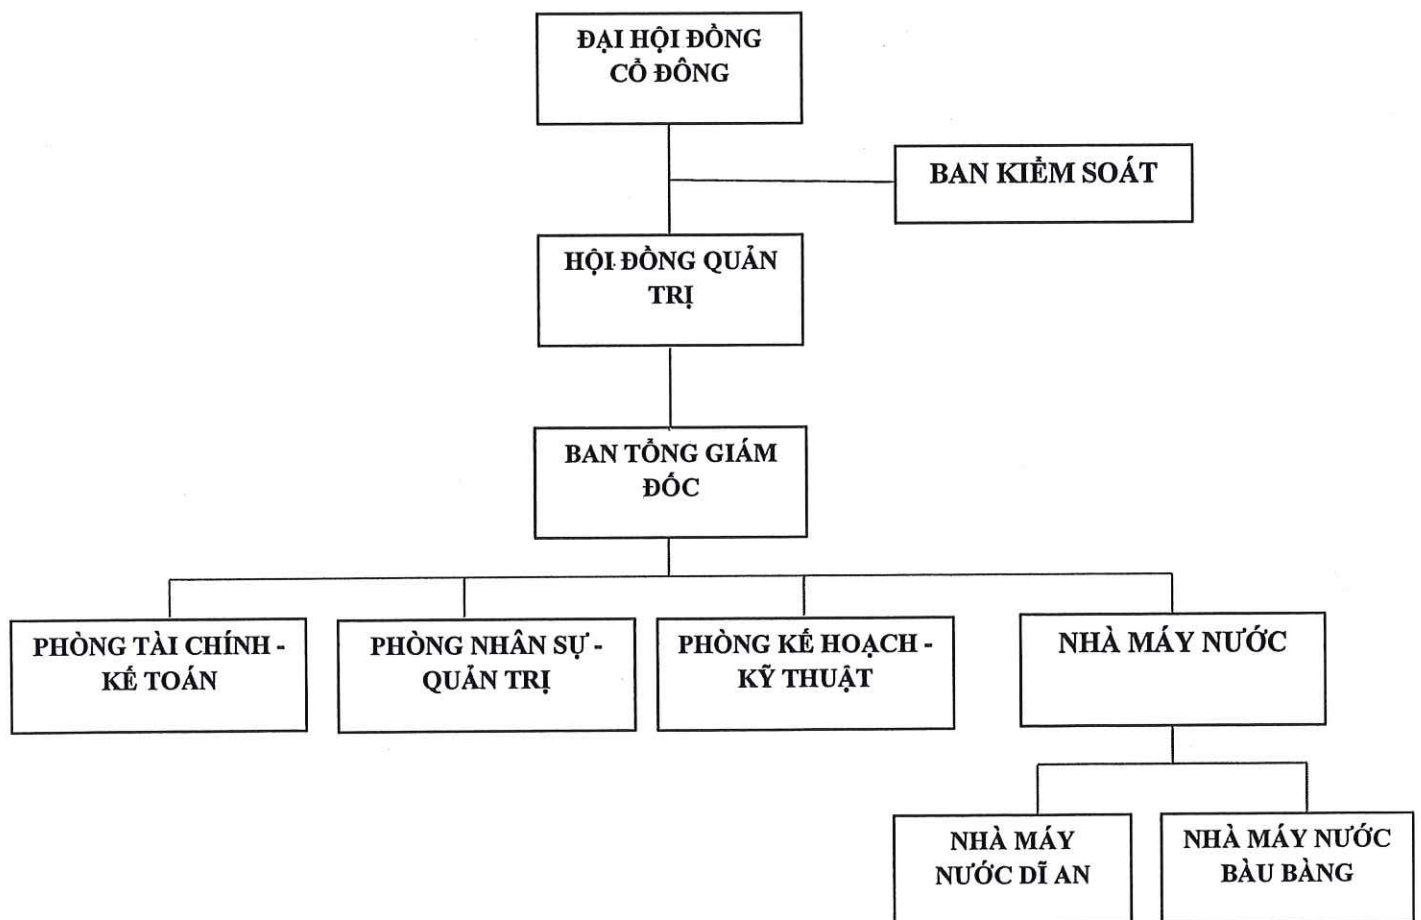 ĐẠI HỘI ĐỒNG
CỔ ĐÔNG
BAN KIỂM SOÁT
HỘI ĐỒNG QUẢN
TRỊ
BAN TỔNG GIÁM
ĐỐC
PHÒNG TÀI CHÍNH -
KẾ TOÁN
PHÒNG NHÂN SỰ -
QUẢN TRỊ
PHÒNG KẾ HOẠCH -
KỸ THUẬT
NHÀ MÁY NƯỚC
NHÀ MÁY
NƯỚC DĨ AN
NHÀ MÁY NƯỚC
BÀU BÀNG